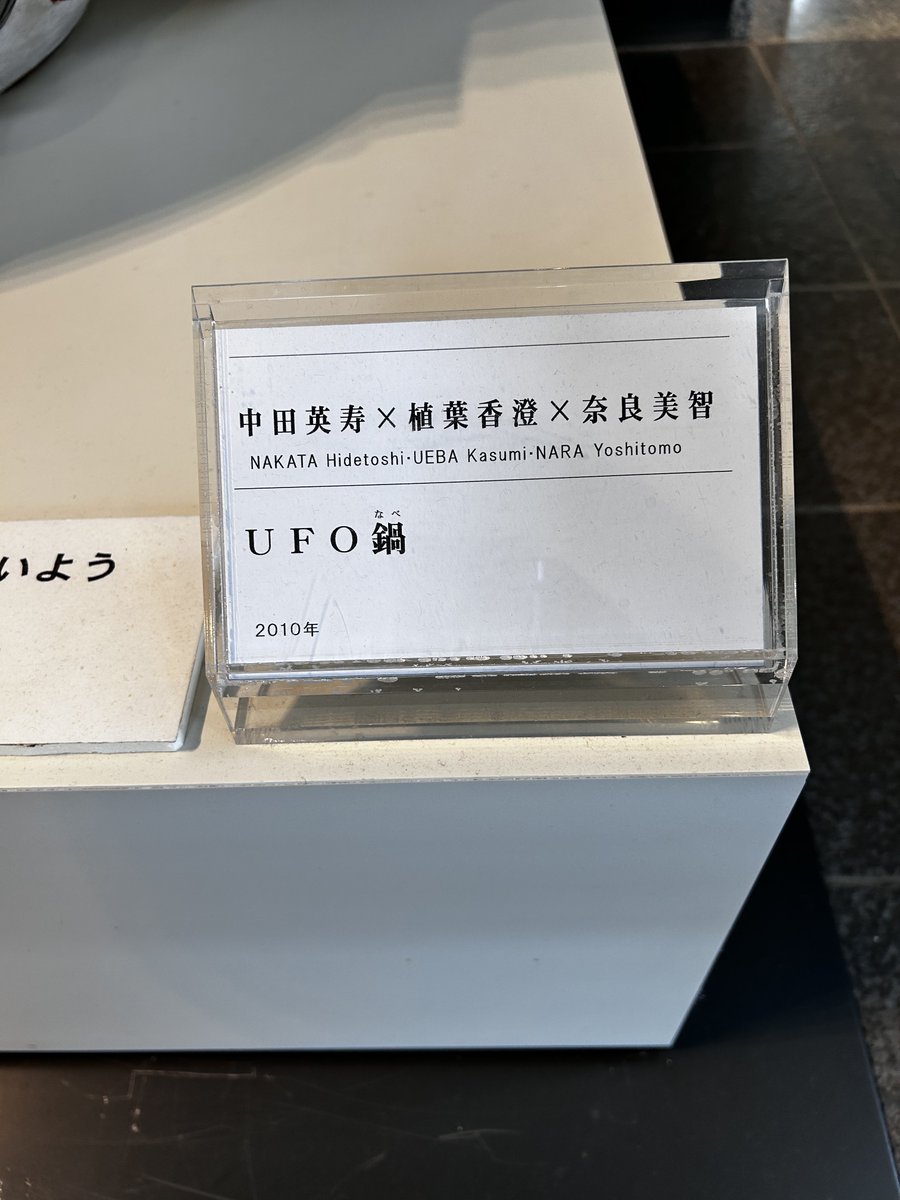 中田英寿×植葉香澄×奈良美智
NAKATA Hidetoshi・UEBA Kasumi・NARA Yoshitomo
なべ
UFO鍋
2010年
いよう